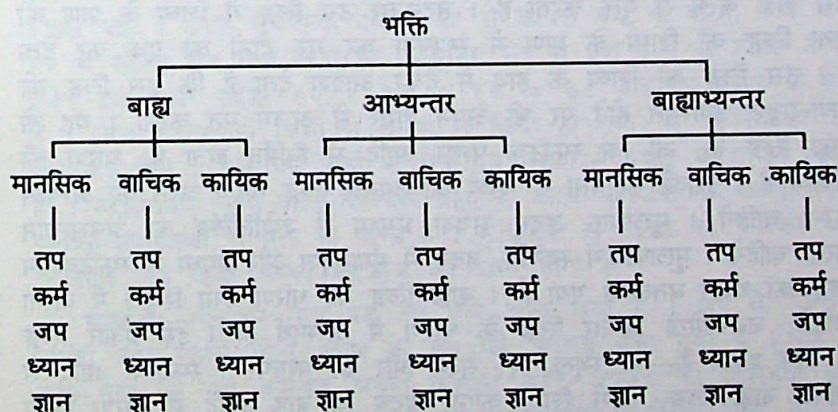 भक्ति
बाह्य आभ्यन्तर बाह्याभ्यन्तर
मानसिक वाचिक कायिक मानसिक वाचिक कायिक मानसिक वाचिक कायिक
तप तप तप तप तप तप तप तप तप
कर्म कर्म कर्म कर्म कर्म कर्म कर्म कर्म कर्म
जप जप जप जप जप जप जप जप जप
ध्यान ध्यान ध्यान ध्यान ध्यान ध्यान ध्यान ध्यान ध्यान
ज्ञान ज्ञान ज्ञान ज्ञान ज्ञान ज्ञान ज्ञान ज्ञान ज्ञान